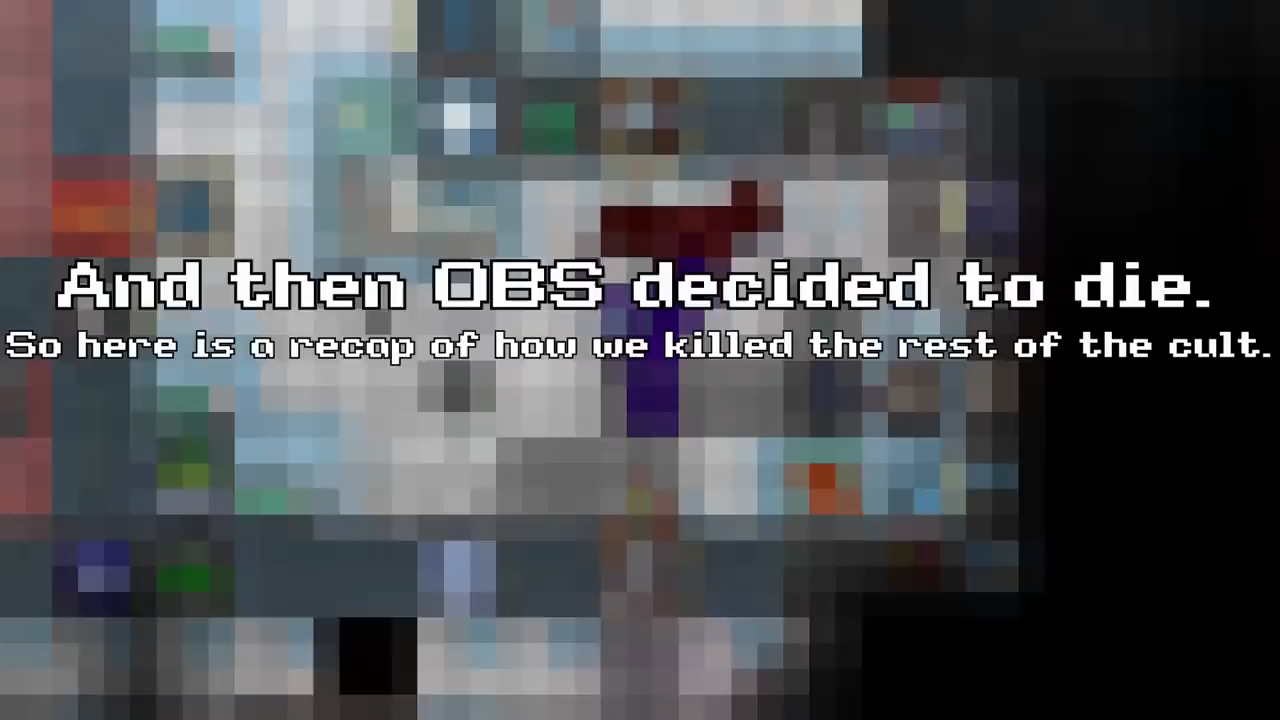 And then OBS decided to die.
So here is a recap of how we killed the rest of the cult.